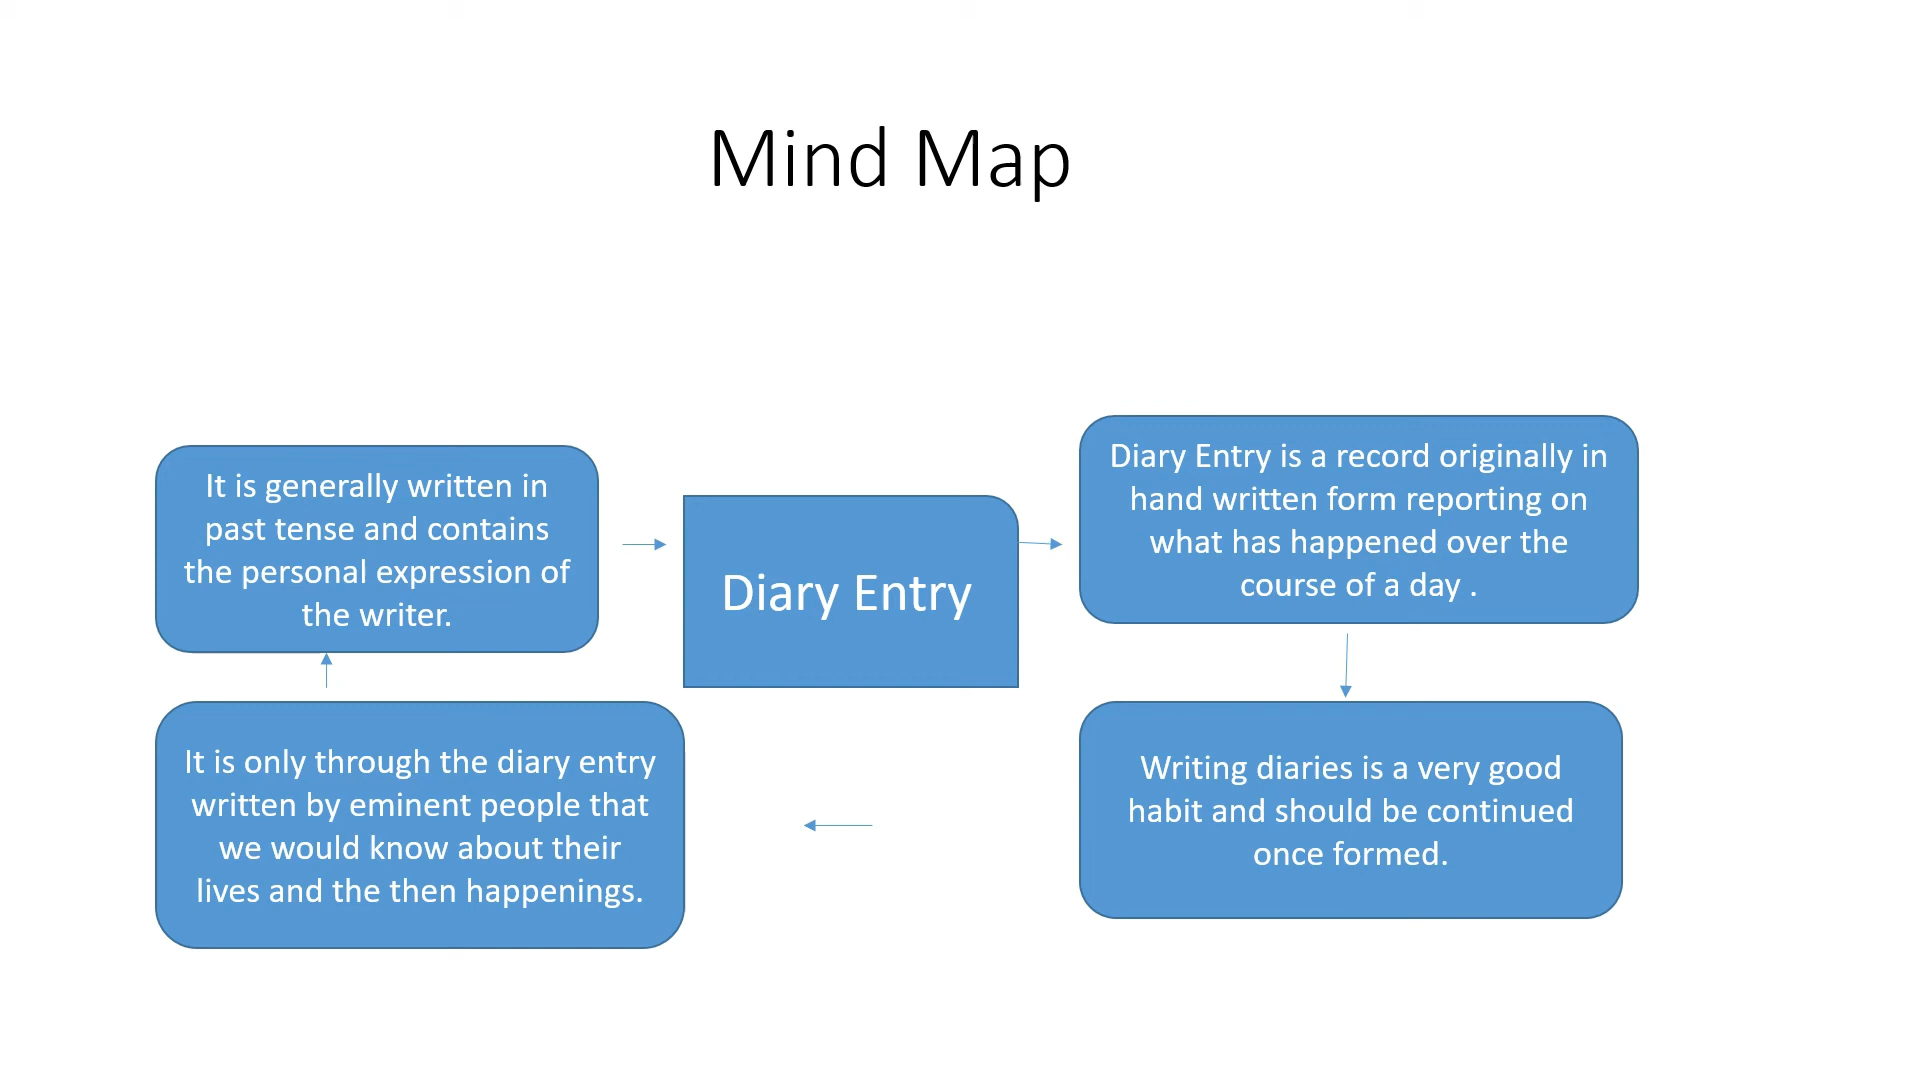 Mind Map
It is generally written in
past tense and contains
the personal expression of
the writer.
Diary Entry
Diary Entry is a record originally in
hand written form reporting on
what has happened over the
course of a day .
It is only through the diary entry
written by eminent people that
we would know about their
lives and the then happenings.
Writing diaries is a very good
habit and should be continued
once formed.